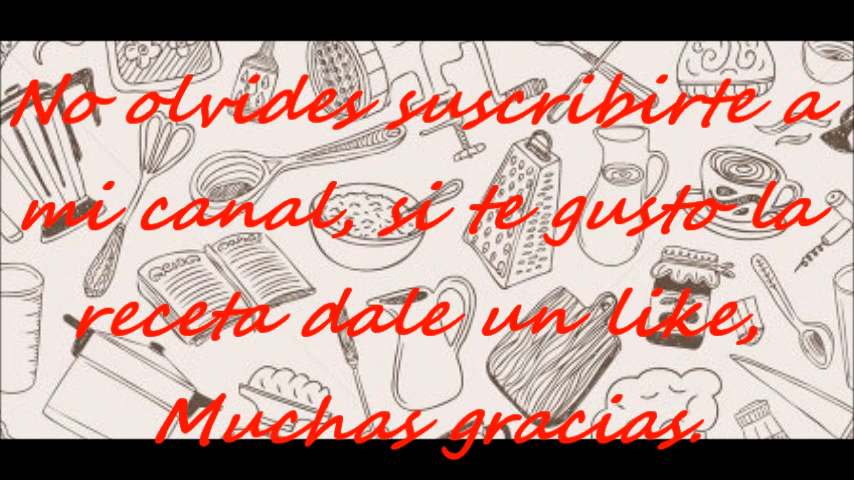 No olvides suscribirte a
mi canal, si te gusto la
receta dale un like,
Muchas gracias.